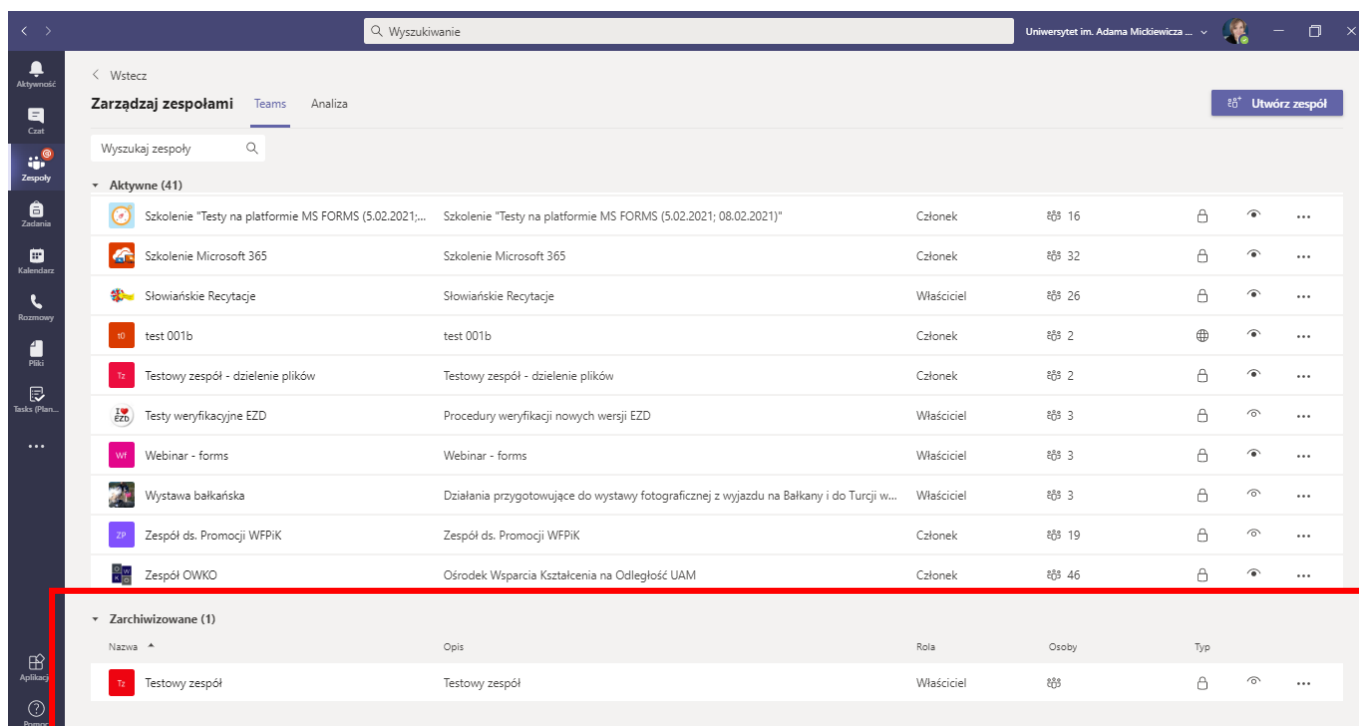 Wyszukiwanie
Uniwersytet im. Adama Mickiewicza ...
Aktywność
Czat
Zespoły
Zadania
Kalendarz
Rozmowy
Pliki
Tasks (Plan...
Aplikacj
Pomoc
Wstecz
Zarządzaj zespołami Teams Analiza
Utwórz zespół
Wyszukaj zespoły
Aktywne (41)
Szkolenie "Testy na platformie MS FORMS (5.02.2021;... Szkolenie "Testy na platformie MS FORMS (5.02.2021; 08.02.2021)" Członek 16
Szkolenie Microsoft 365 Szkolenie Microsoft 365 Członek 32
Słowiańskie Recytacje Słowiańskie Recytacje Właściciel 26
t0 test 001b test 001b Członek 2
Tz Testowy zespół - dzielenie plików Testowy zespół - dzielenie plików Członek 2
I EZD Testy weryfikacyjne EZD Procedury weryfikacji nowych wersji EZD Właściciel 3
Wf Webinar - forms Webinar - forms Właściciel 3
Wystawa bałkańska Działania przygotowujące do wystawy fotograficznej z wyjazdu na Bałkany i do Turcji w... Właściciel 3
ZP Zespół ds. Promocji WFPiK Zespół ds. Promocji WFPiK Członek 19
Zespół OWKO Ośrodek Wsparcia Kształcenia na Odległość UAM Członek 46
Zarchiwizowane (1)
Nazwa Opis Rola Osoby Typ
Tz Testowy zespół Testowy zespół Właściciel